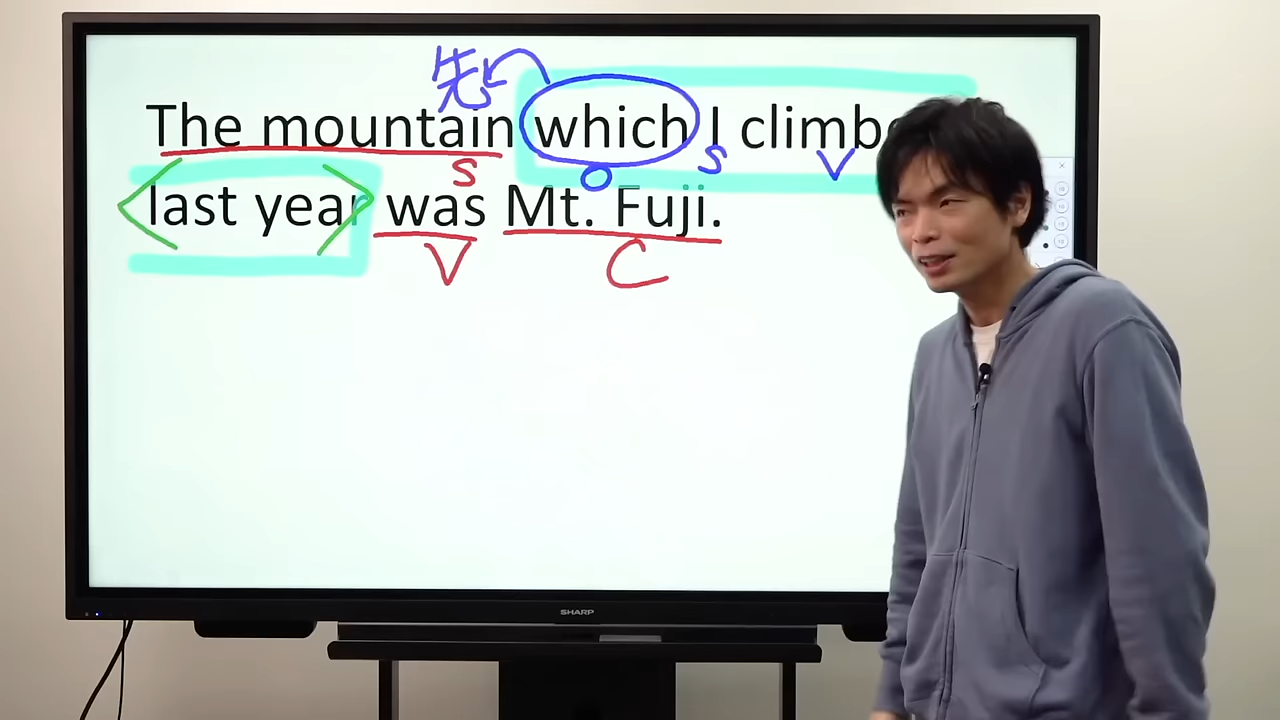 先
The mountain which I climbe
S O S V
last year was Mt. Fuji.
V C
SHARP